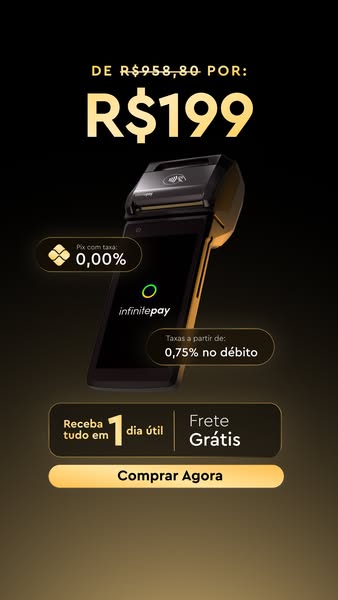 DE R$958,80 POR:
R$199
Pix com taxa:
0,00%
infinitepay
Taxas a partir de:
0,75% no débito
Receba
tudo em 1 dia útil
Frete
Grátis
Comprar Agora